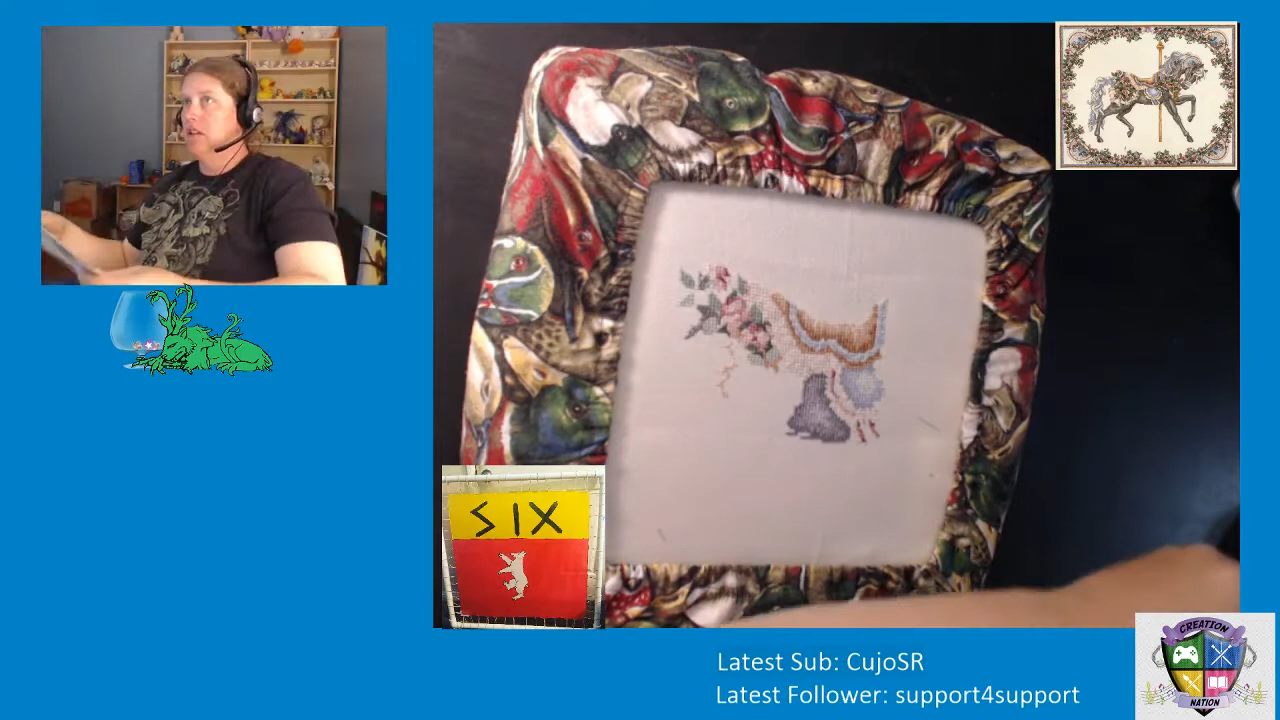 SIX
Latest Sub: CujoSR
Latest Follower: support4support
CREATION
NATION